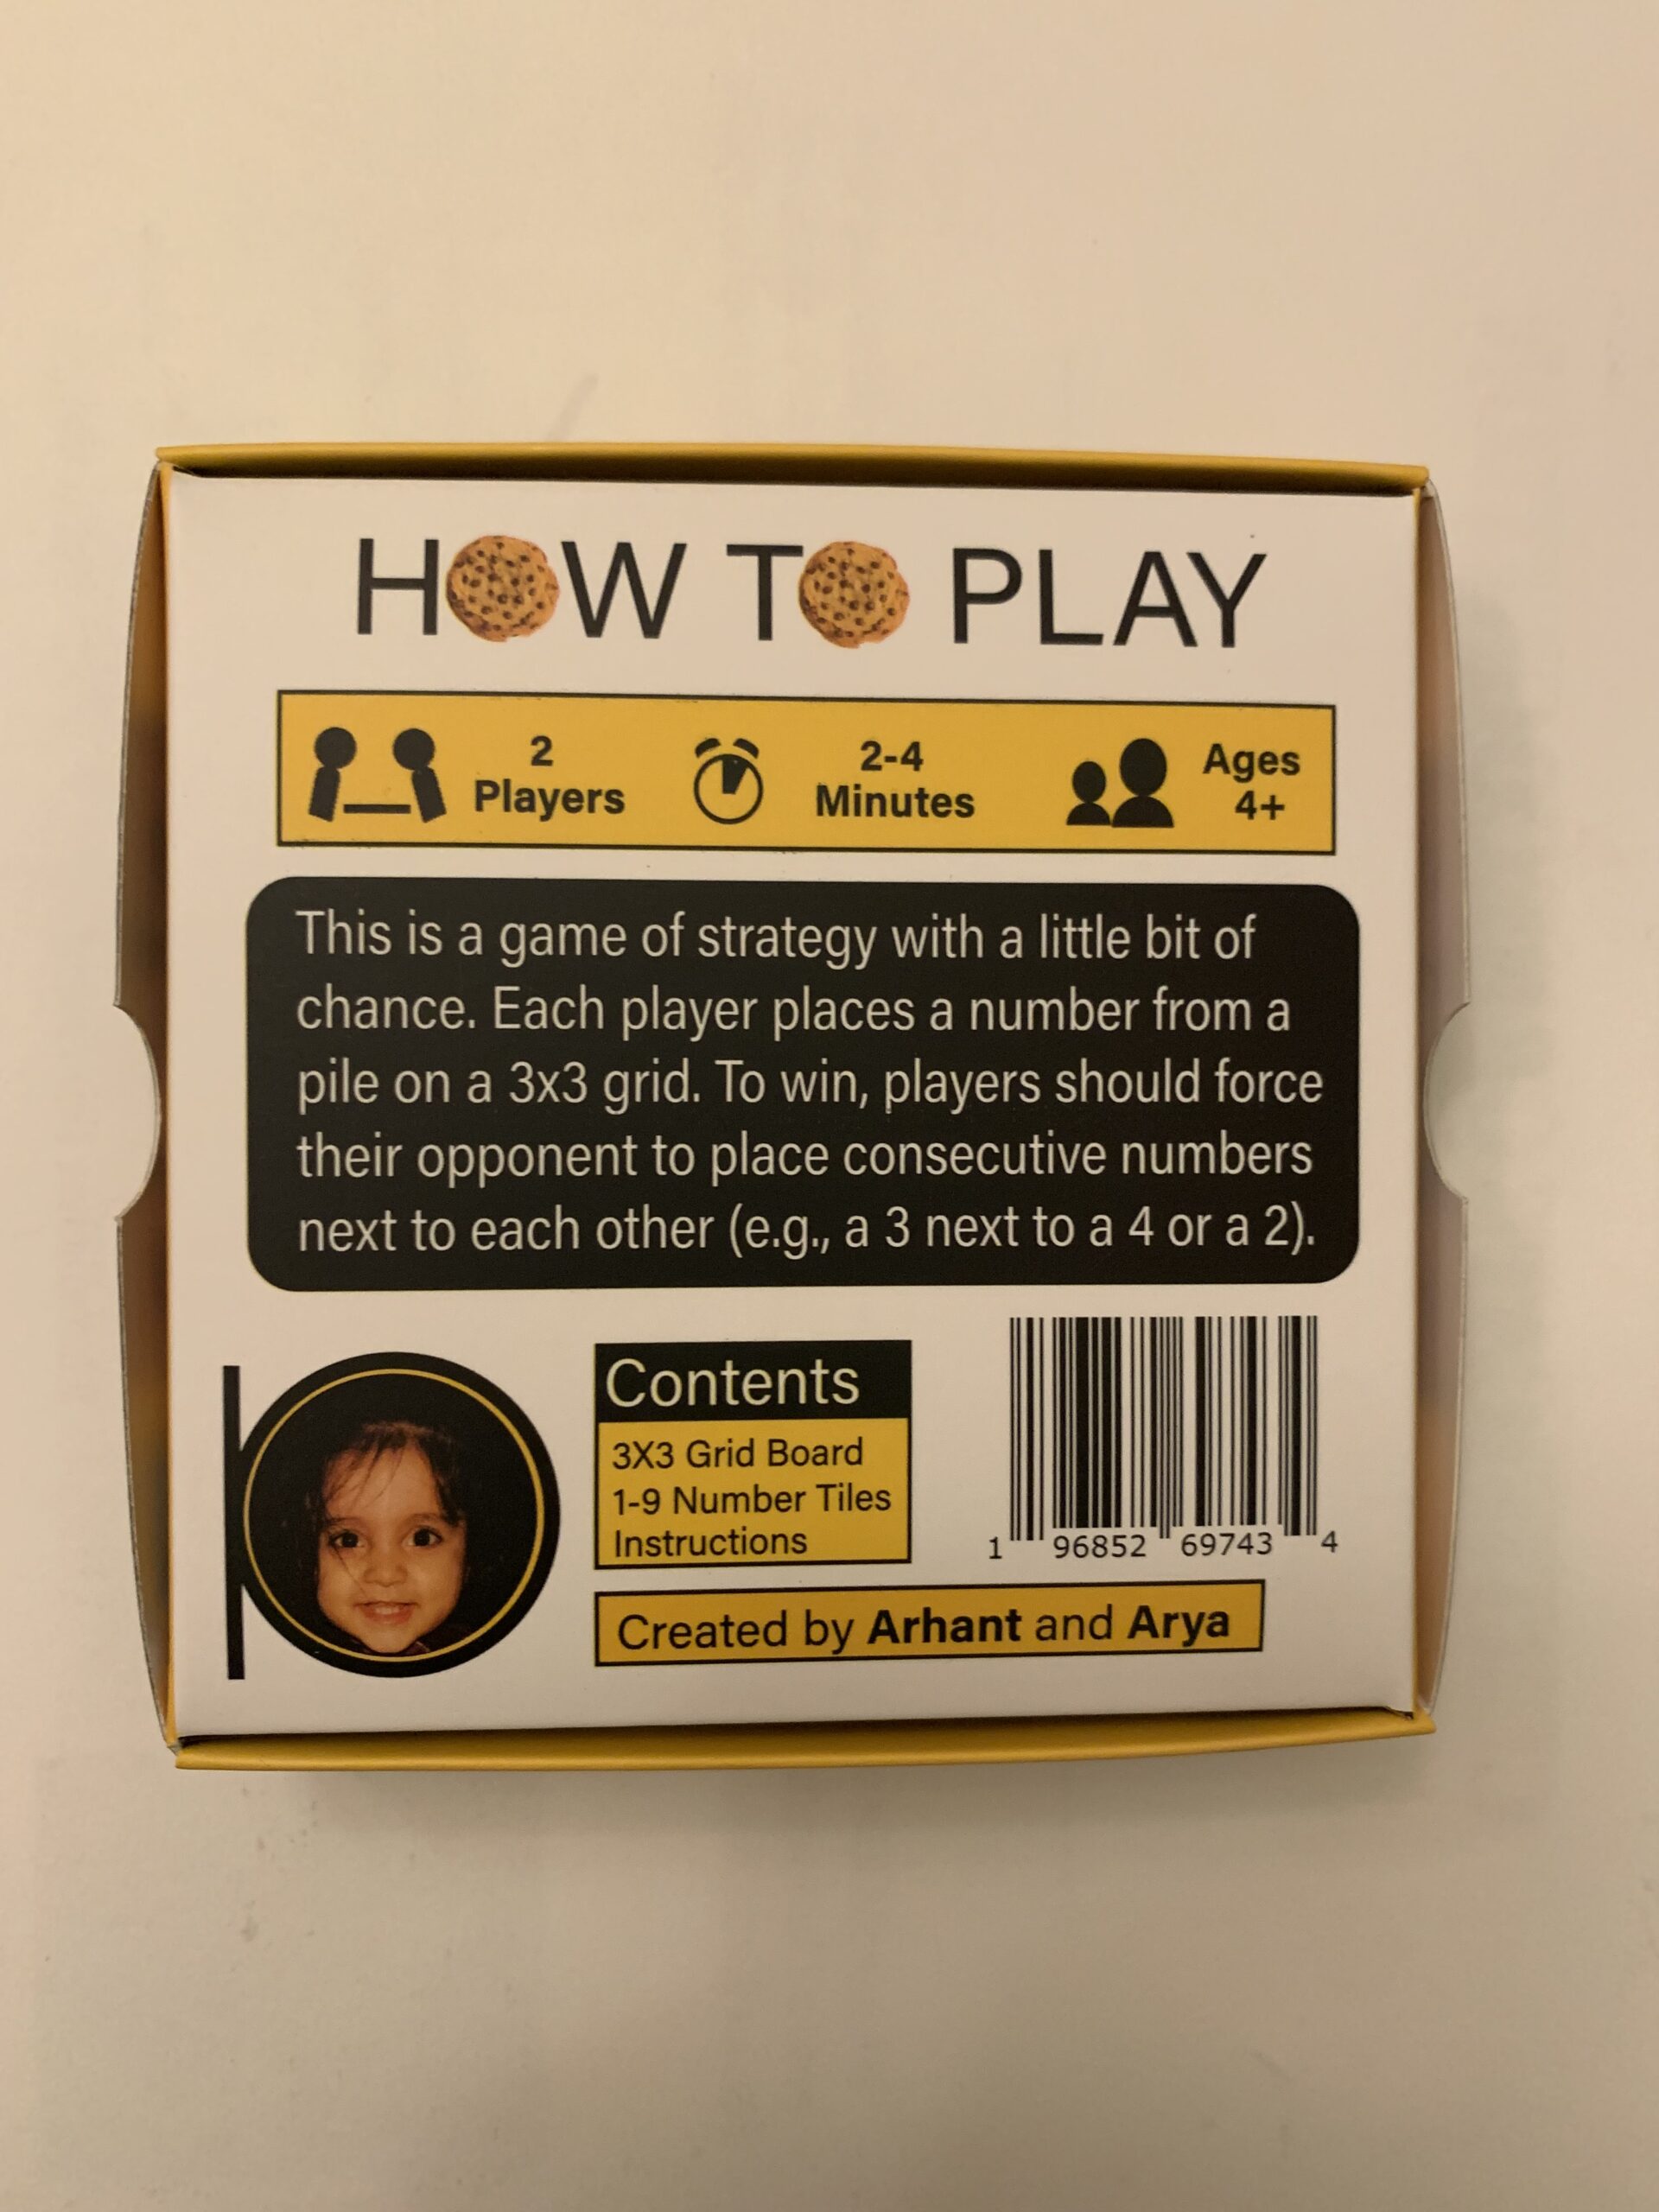 HOW TO PLAY
2
Players
2-4
Minutes
Ages
4+
This is a game of strategy with a little bit of
chance. Each player places a number from a
pile on a 3x3 grid. To win, players should force
their opponent to place consecutive numbers
next to each other (e.g., a 3 next to a 4 or a 2).
Contents
3X3 Grid Board
1-9 Number Tiles
Instructions
1 96852 69743 4
Created by Arhant and Arya